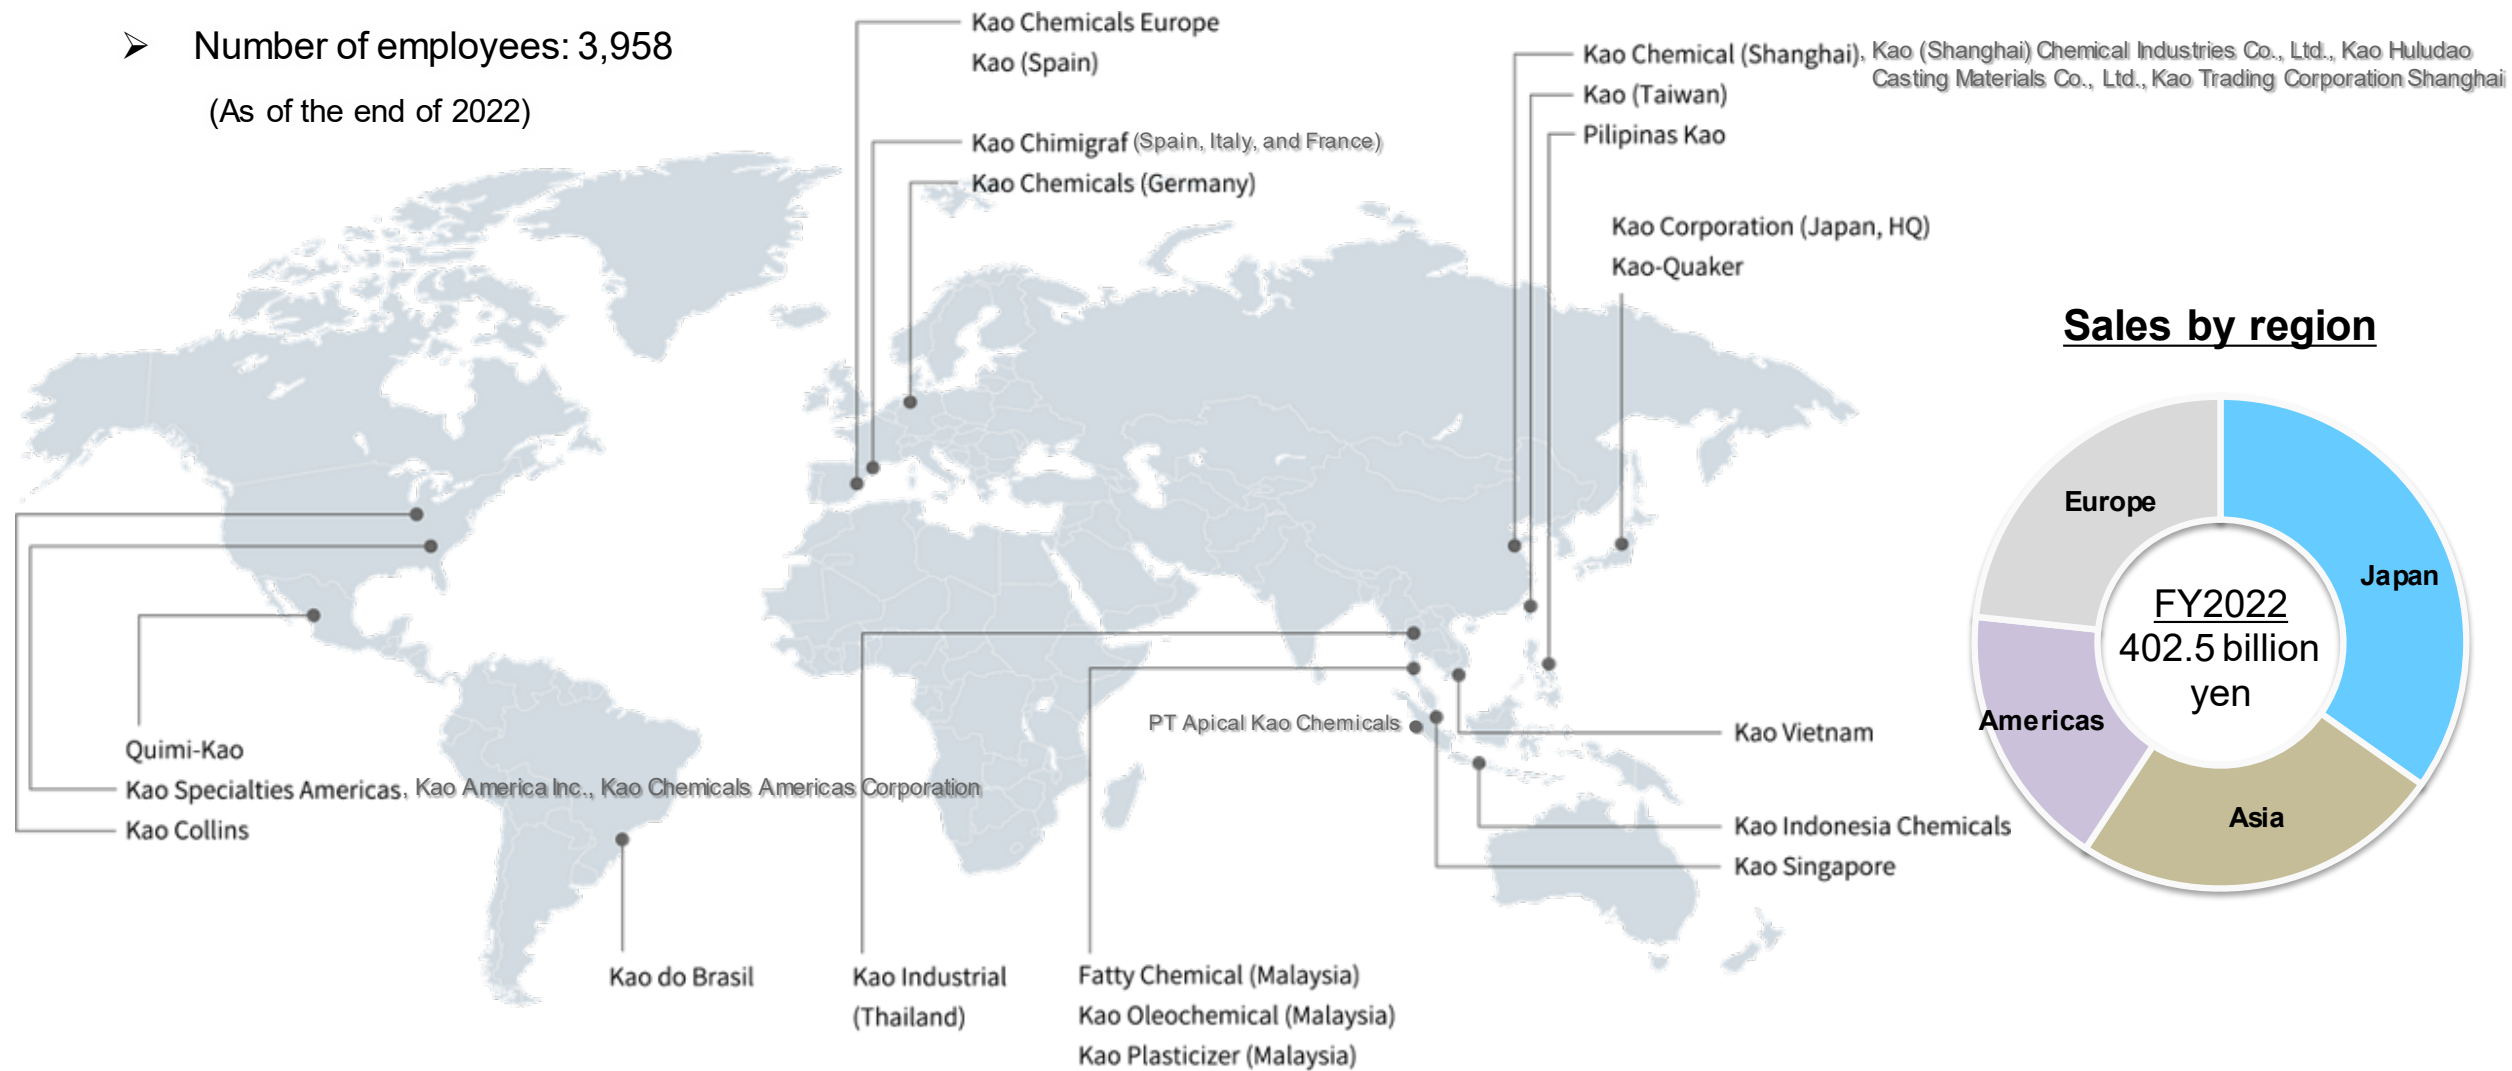 ➢ Number of employees: 3,958
(As of the end of 2022)
Kao Chemicals Europe
Kao (Spain)
Kao Chimigraf (Spain, Italy, and France)
Kao Chemicals (Germany)
Kao Chemical (Shanghai), Kao (Shanghai) Chemical Industries Co., Ltd., Kao Huludao
Casting Materials Co., Ltd., Kao Trading Corporation Shanghai
Kao (Taiwan)
Pilipinas Kao
Kao Corporation (Japan, HQ)
Kao-Quaker
Quimi-Kao
Kao Specialties Americas, Kao America Inc., Kao Chemicals Americas Corporation
Kao Collins
Kao do Brasil
Kao Industrial
(Thailand)
Fatty Chemical (Malaysia)
Kao Oleochemical (Malaysia)
Kao Plasticizer (Malaysia)
PT Apical Kao Chemicals
Kao Vietnam
Kao Indonesia Chemicals
Kao Singapore
Sales by region
Europe
Japan
Americas
Asia
FY2022
402.5 billion
yen